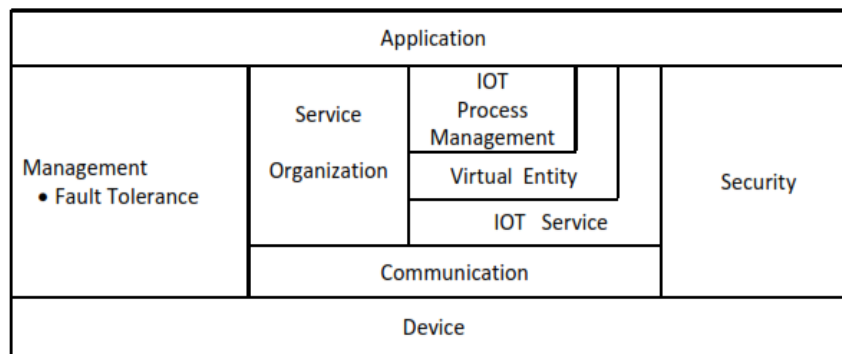 Application
IOT
Process
Management
Service
Organization
Management
• Fault Tolerance
Virtual Entity
Security
IOT Service
Communication
Device